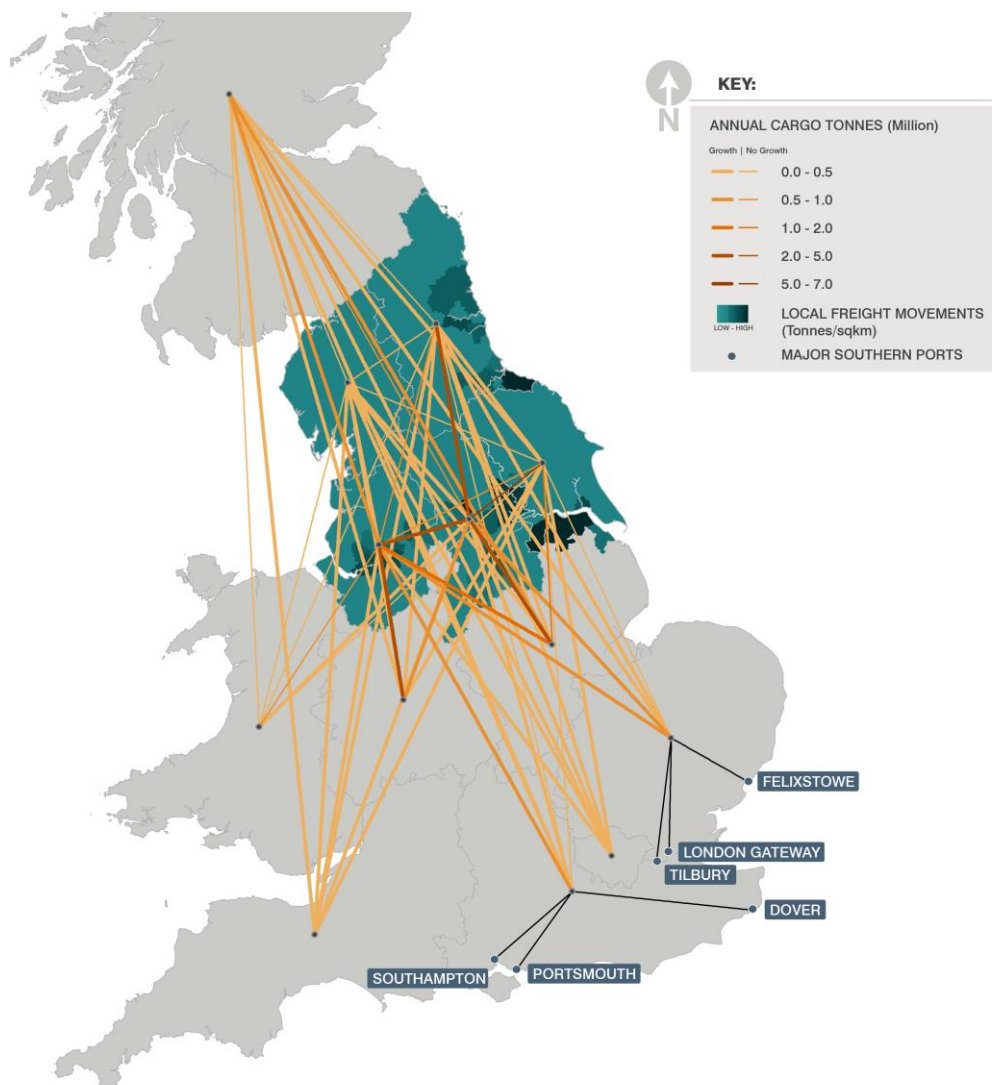 N
KEY:
ANNUAL CARGO TONNES (Million)
Growth | No Growth
0.0 - 0.5
0.5 - 1.0
1.0 - 2.0
2.0 - 5.0
5.0 - 7.0
LOW - HIGH
LOCAL FREIGHT MOVEMENTS
(Tonnes/sqkm)
MAJOR SOUTHERN PORTS
FELIXSTOWE
LONDON GATEWAY
TILBURY
DOVER
SOUTHAMPTON
PORTSMOUTH